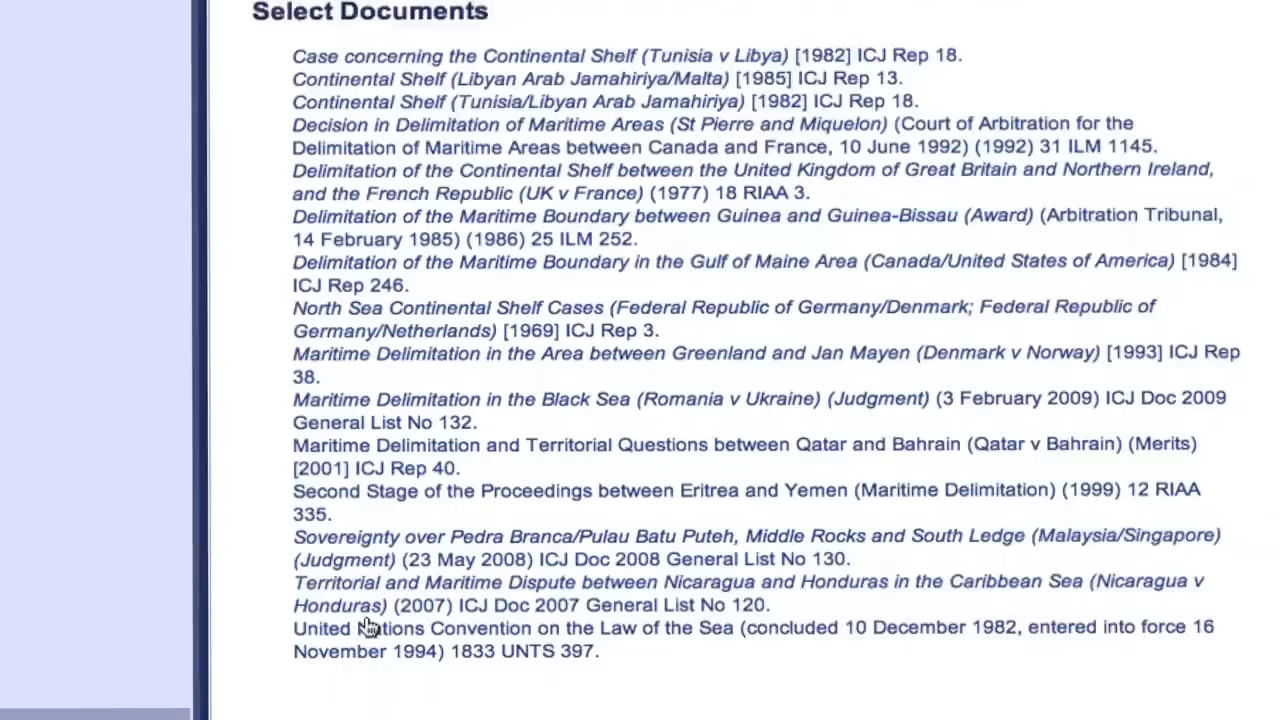 Select Documents
Case concerning the Continental Shelf (Tunisia v Libya) [1982] ICJ Rep 18.
Continental Shelf (Libyan Arab Jamahiriya/Malta) [1985] ICJ Rep 13.
Continental Shelf (Tunisia/Libyan Arab Jamahiriya) [1982] ICJ Rep 18.
Decision in Delimitation of Maritime Areas (St Pierre and Miquelon) (Court of Arbitration for the
Delimitation of Maritime Areas between Canada and France, 10 June 1992) (1992) 31 ILM 1145.
Delimitation of the Continental Shelf between the United Kingdom of Great Britain and Northern Ireland,
and the French Republic (UK v France) (1977) 18 RIAA 3.
Delimitation of the Maritime Boundary between Guinea and Guinea-Bissau (Award) (Arbitration Tribunal,
14 February 1985) (1986) 25 ILM 252.
Delimitation of the Maritime Boundary in the Gulf of Maine Area (Canada/United States of America) [1984]
ICJ Rep 246.
North Sea Continental Shelf Cases (Federal Republic of Germany/Denmark; Federal Republic of
Germany/Netherlands) [1969] ICJ Rep 3.
Maritime Delimitation in the Area between Greenland and Jan Mayen (Denmark v Norway) [1993] ICJ Rep
38.
Maritime Delimitation in the Black Sea (Romania v Ukraine) (Judgment) (3 February 2009) ICJ Doc 2009
General List No 132.
Maritime Delimitation and Territorial Questions between Qatar and Bahrain (Qatar v Bahrain) (Merits)
[2001] ICJ Rep 40.
Second Stage of the Proceedings between Eritrea and Yemen (Maritime Delimitation) (1999) 12 RIAA
335.
Sovereignty over Pedra Branca/Pulau Batu Puteh, Middle Rocks and South Ledge (Malaysia/Singapore)
(Judgment) (23 May 2008) ICJ Doc 2008 General List No 130.
Territorial and Maritime Dispute between Nicaragua and Honduras in the Caribbean Sea (Nicaragua v
Honduras) (2007) ICJ Doc 2007 General List No 120.
United Nations Convention on the Law of the Sea (concluded 10 December 1982, entered into force 16
November 1994) 1833 UNTS 397.